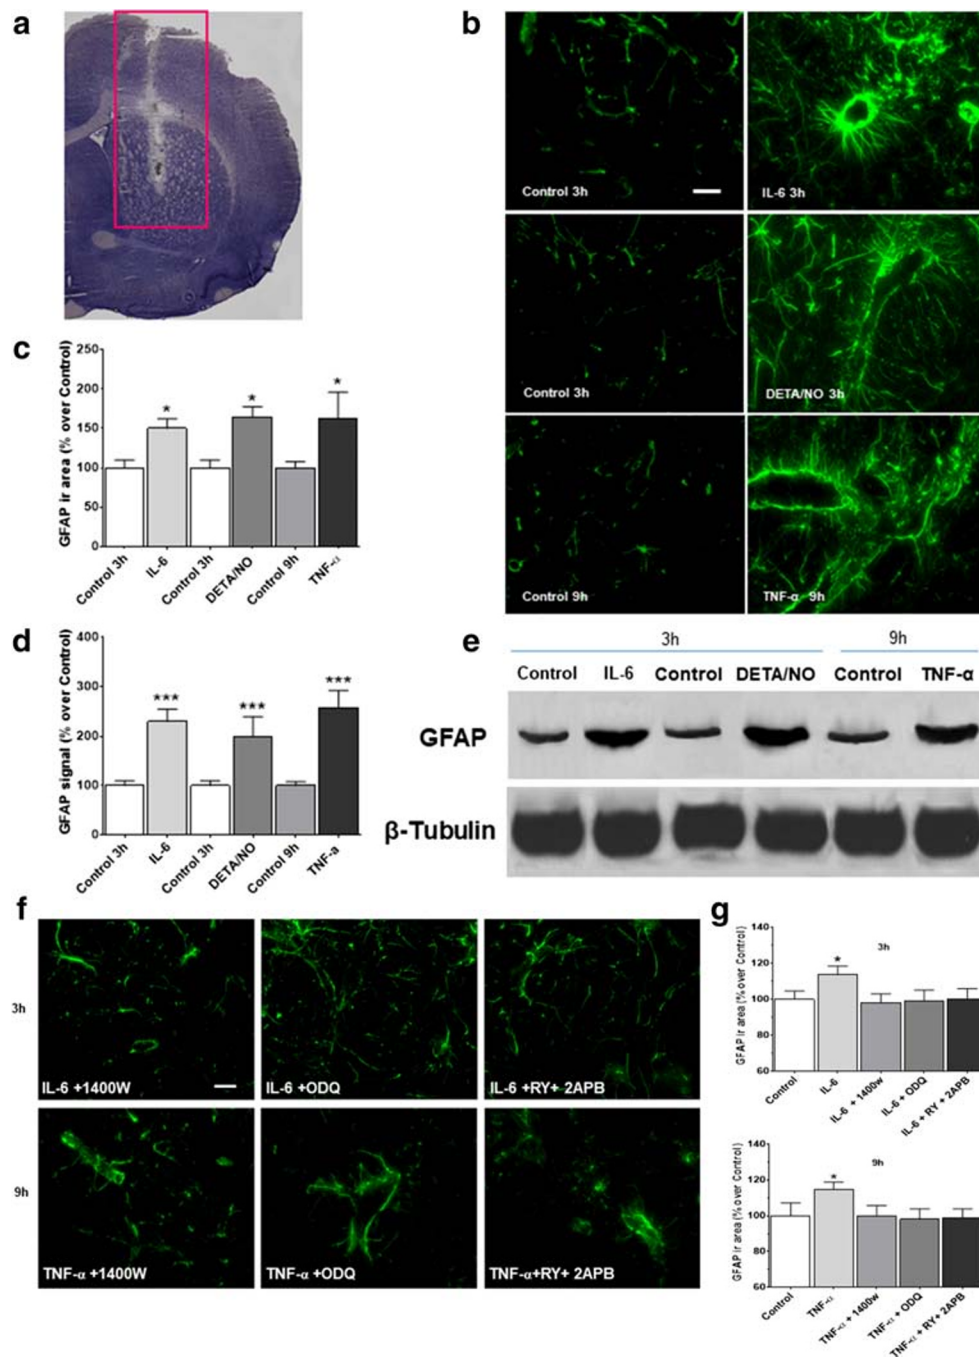 a
b
Control 3h
IL-6 3h
Control 3h
DETA/NO 3h
Control 9h
TNF-α 9h
c
GFAP ir area (% over Control)
250
200
150
100
50
0
Control 3h
IL-6
Control 3h
DETA/NO
Control 9h
TNF-α
*
*
*
d
GFAP signal (% over Control)
400
300
200
100
0
Control 3h
IL-6
Control 3h
DETA/NO
Control 9h
TNF-a
***
***
***
e
3h
9h
Control IL-6 Control DETA/NO Control TNF-α
GFAP
β-Tubulin
f
3h
IL-6 +1400W
IL-6 +ODQ
IL-6 +RY+ 2APB
9h
TNF-α +1400W
TNF-α +ODQ
TNF-α+RY+ 2APB
g
GFAP ir area (% over Control)
140
120
100
80
60
3h
*
Control
IL-6
IL-6 + 1400w
IL-6 + ODQ
IL-6 + RY + 2APB
GFAP ir area (% over Control)
140
120
100
80
60
9h
*
Control
TNF-α
TNF-α + 1400w
TNF-α + ODQ
TNF-α + RY+ 2APB